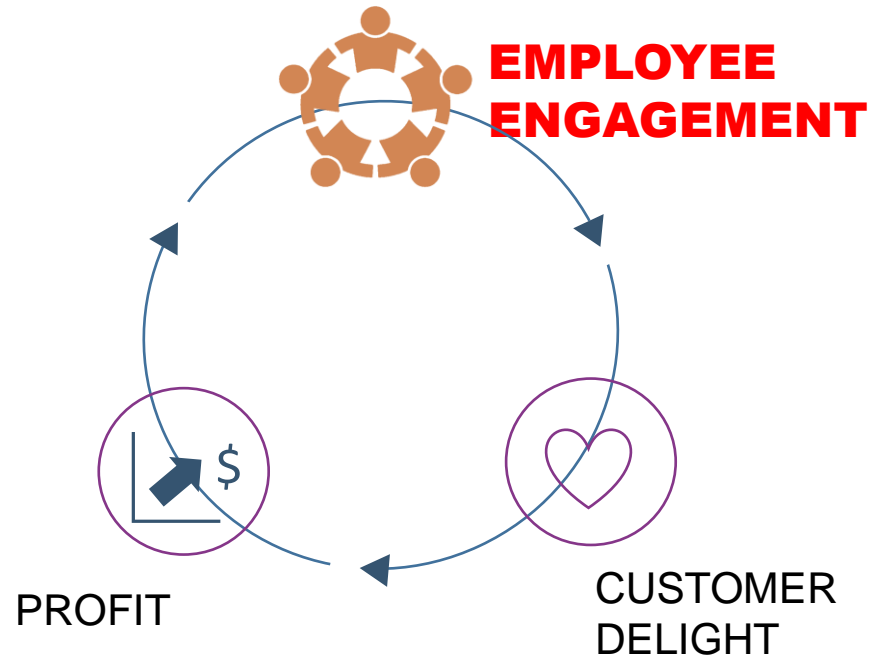 EMPLOYEE
ENGAGEMENT
$
PROFIT
CUSTOMER
DELIGHT